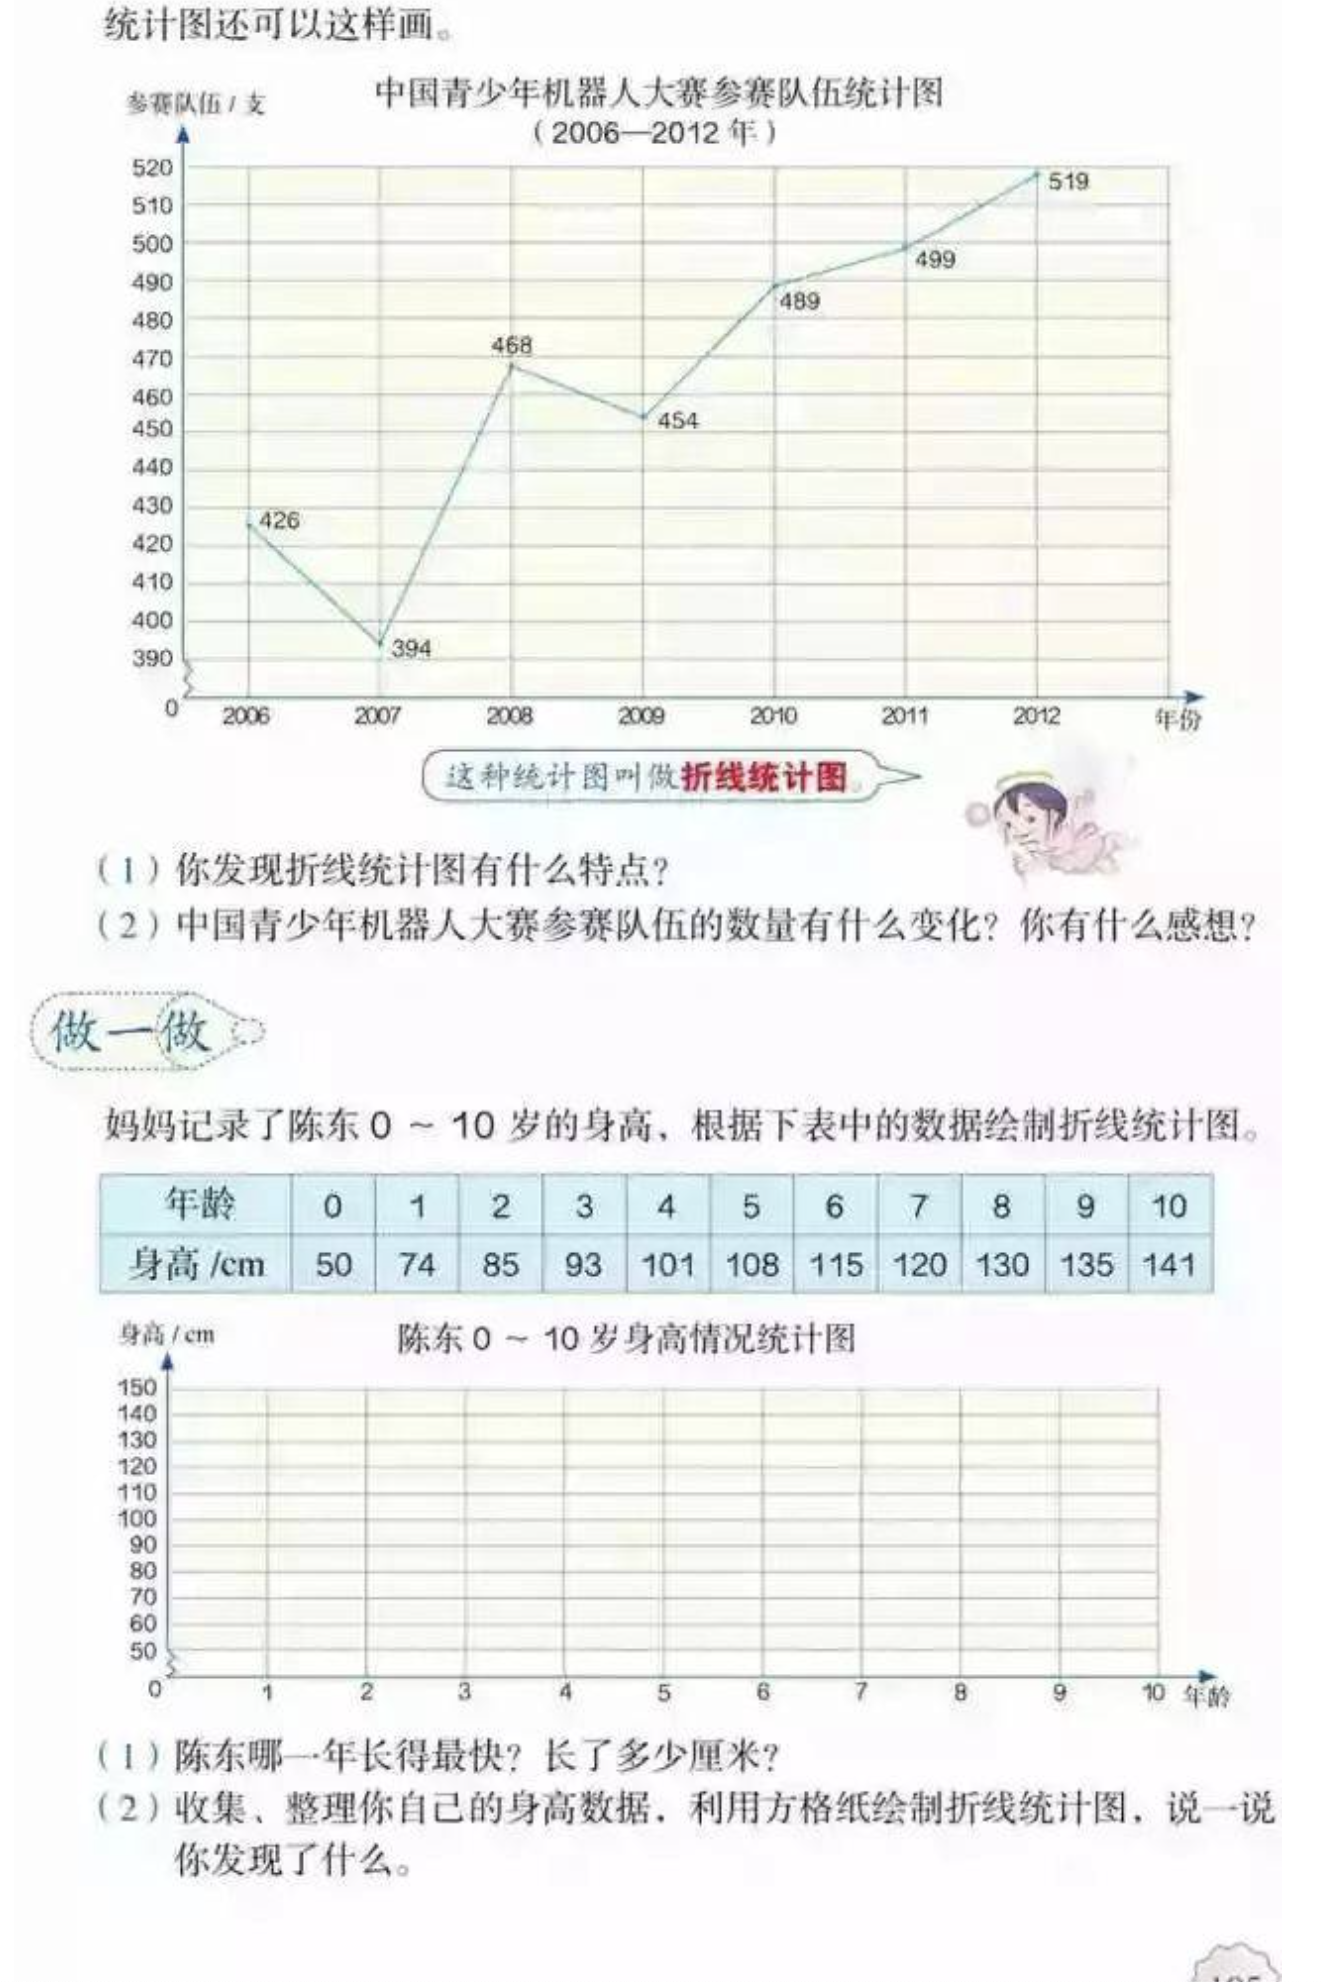 统计图还可以这样画。
中国青少年机器人大赛参赛队伍统计图
（2006—2012 年）
参赛队伍 / 支
520
510
500
490
480
470
460
450
440
430
420
410
400
390
0
426
394
468
454
489
499
519
2006 2007 2008 2009 2010 2011 2012 年份
这种统计图叫做折线统计图。
（1）你发现折线统计图有什么特点？
（2）中国青少年机器人大赛参赛队伍的数量有什么变化？你有什么感想？
做一做
妈妈记录了陈东 0 ~ 10 岁的身高，根据下表中的数据绘制折线统计图。
年龄 0 1 2 3 4 5 6 7 8 9 10
身高 /cm 50 74 85 93 101 108 115 120 130 135 141
身高 / cm
陈东 0 ~ 10 岁身高情况统计图
150
140
130
120
110
100
90
80
70
60
50
0 1 2 3 4 5 6 7 8 9 10 年龄
（1）陈东哪一年长得最快？长了多少厘米？
（2）收集、整理你自己的身高数据，利用方格纸绘制折线统计图，说一说
你发现了什么。